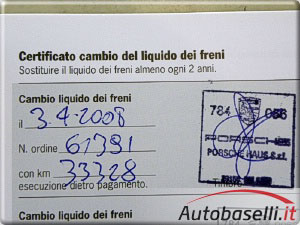 Certificato cambio del liquido dei freni
Sostituire il liquido dei freni almeno ogni 2 anni.
Cambio liquido dei freni
il 3.4.2008
N. ordine 61391
con km 33328
esecuzione dietro pagamento.
784 066
PORSCHE
PORSCHE HAUS S.r.l.
Timbro
Cambio liquido dei freni
Autobaselli.it